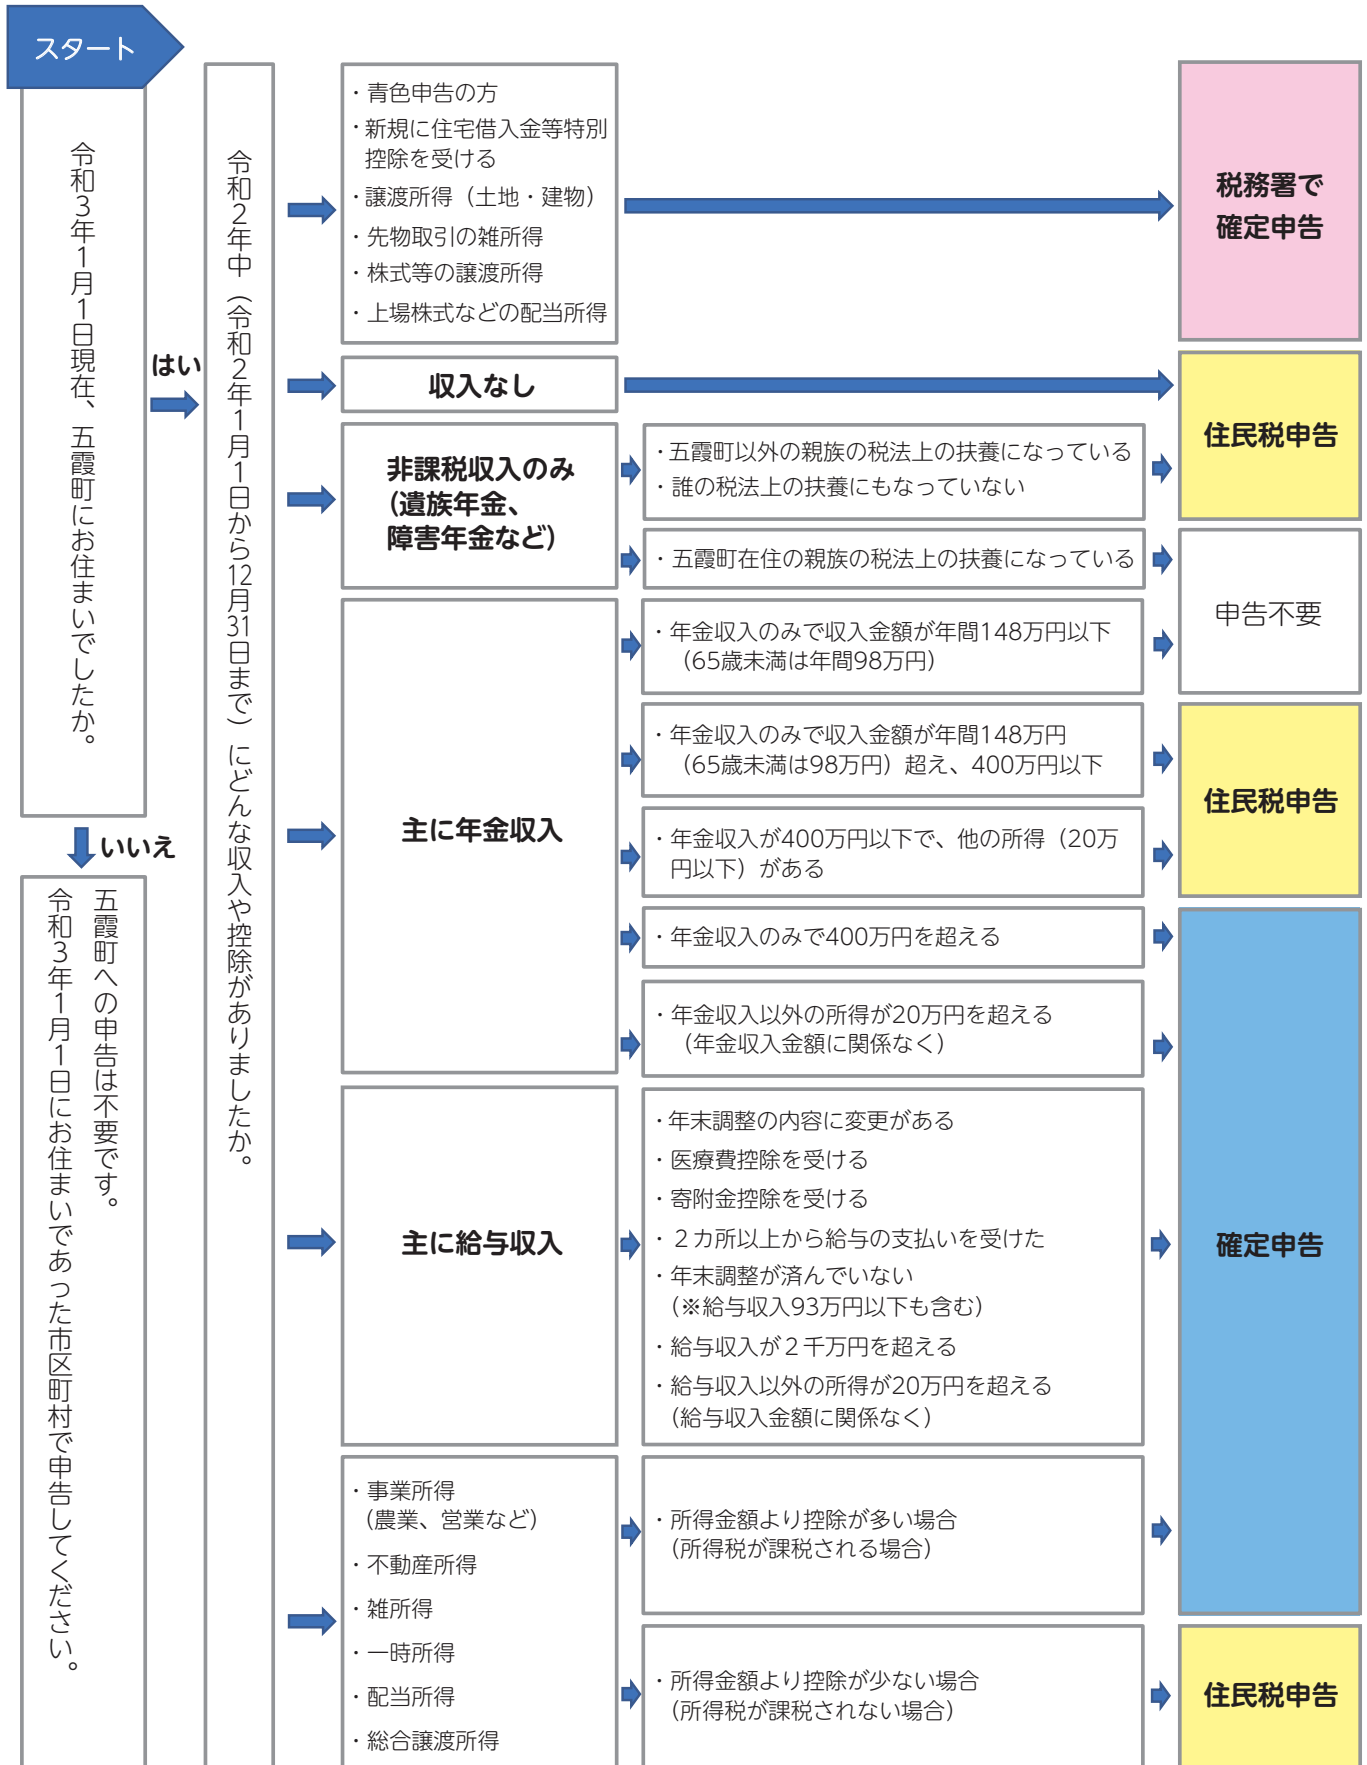 スタート
令和3年1月1日現在、五霞町にお住まいでしたか。
はい
いいえ
五霞町への申告は不要です。
令和3年1月1日にお住まいであった市区町村で申告してください。
令和2年中（令和2年1月1日から12月31日まで）にどんな収入や控除がありましたか。
・青色申告の方
・新規に住宅借入金等特別
控除を受ける
・譲渡所得（土地・建物）
・先物取引の雑所得
・株式等の譲渡所得
・上場株式などの配当所得
税務署で
確定申告
収入なし
住民税申告
非課税収入のみ
（遺族年金、
障害年金など）
・五霞町以外の親族の税法上の扶養になっている
・誰の税法上の扶養にもなっていない
・五霞町在住の親族の税法上の扶養になっている
申告不要
主に年金収入
・年金収入のみで収入金額が年間148万円以下
（65歳未満は年間98万円）
・年金収入のみで収入金額が年間148万円
（65歳未満は98万円）超え、400万円以下
住民税申告
・年金収入が400万円以下で、他の所得（20万
円以下）がある
・年金収入のみで400万円を超える
・年金収入以外の所得が20万円を超える
（年金収入金額に関係なく）
確定申告
主に給与収入
・年末調整の内容に変更がある
・医療費控除を受ける
・寄附金控除を受ける
・２カ所以上から給与の支払いを受けた
・年末調整が済んでいない
（※給与収入93万円以下も含む）
・給与収入が２千万円を超える
・給与収入以外の所得が20万円を超える
（給与収入金額に関係なく）
・事業所得
（農業、営業など）
・不動産所得
・雑所得
・一時所得
・配当所得
・総合譲渡所得
・所得金額より控除が多い場合
（所得税が課税される場合）
・所得金額より控除が少ない場合
（所得税が課税されない場合）
住民税申告